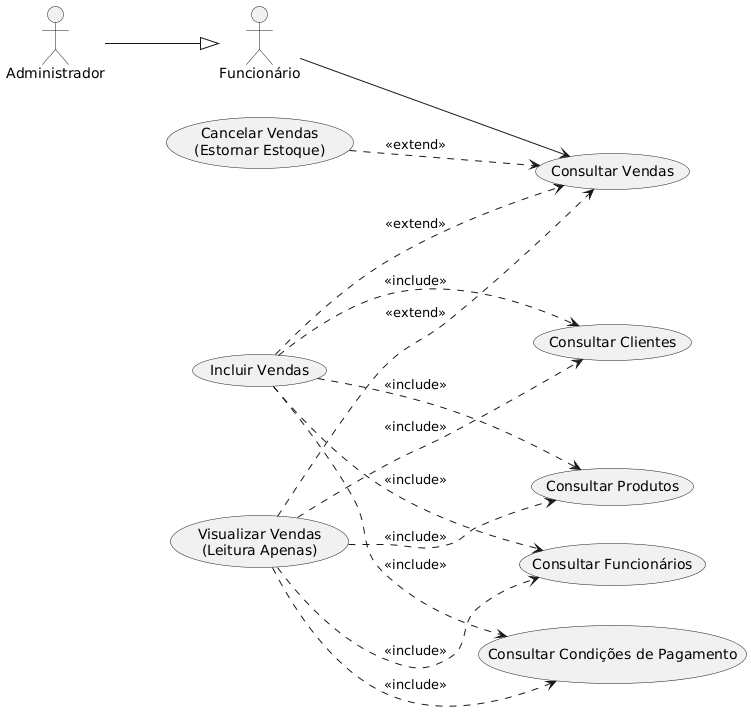 Administrador
Funcionário
Cancelar Vendas
(Estornar Estoque)
«extend»
Consultar Vendas
«extend»
«include»
«extend»
Consultar Clientes
Incluir Vendas
«include»
«include»
«include»
Consultar Produtos
Visualizar Vendas
(Leitura Apenas)
«include»
«include»
Consultar Funcionários
«include»
Consultar Condições de Pagamento
«include»